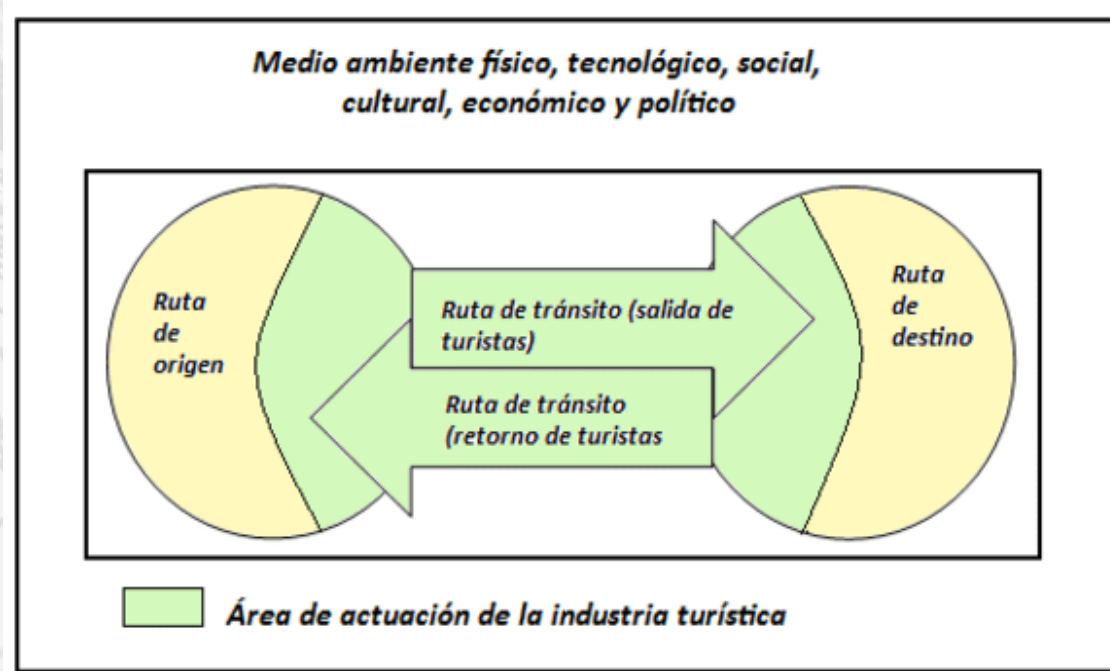 Medio ambiente físico, tecnológico, social,
cultural, económico y político
Ruta
de
origen
Ruta de tránsito (salida de
turistas)
Ruta de tránsito
(retorno de turistas
Ruta
de
destino
Área de actuación de la industria turística